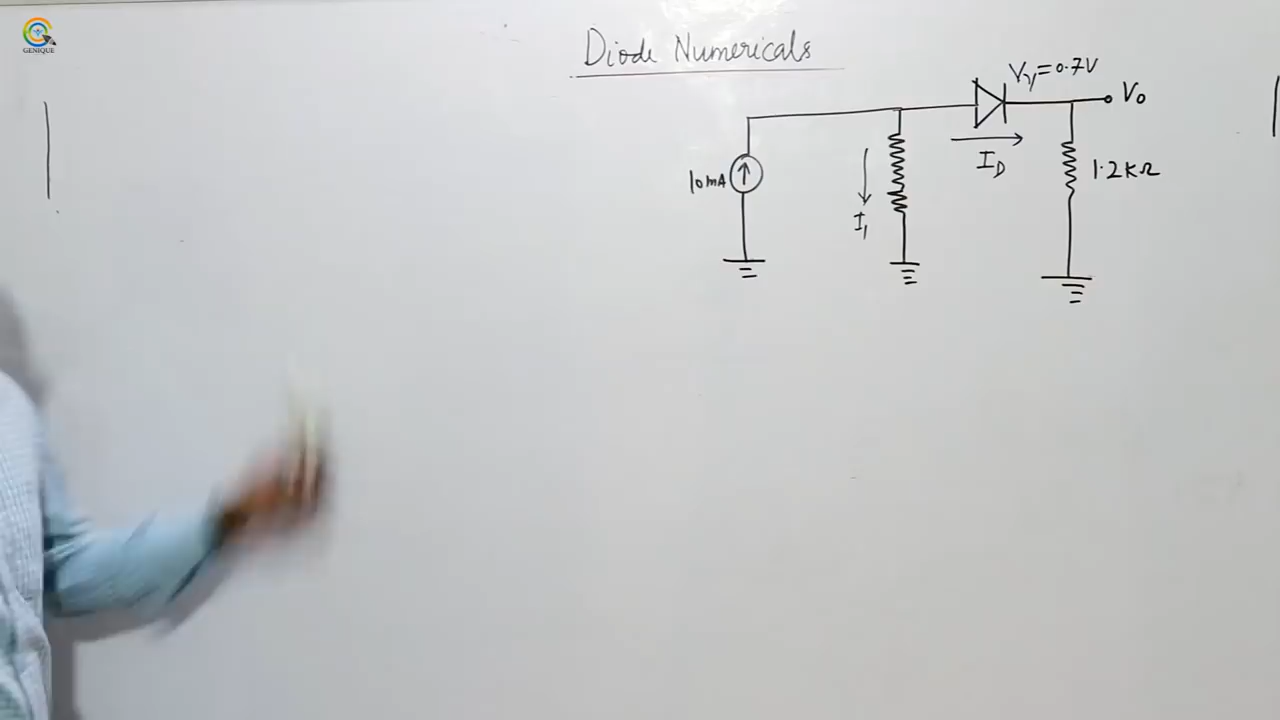 GENIQUE
Diode Numericals
Vγ=0.7V
Vo
10mA
I1
ID
1.2KΩ